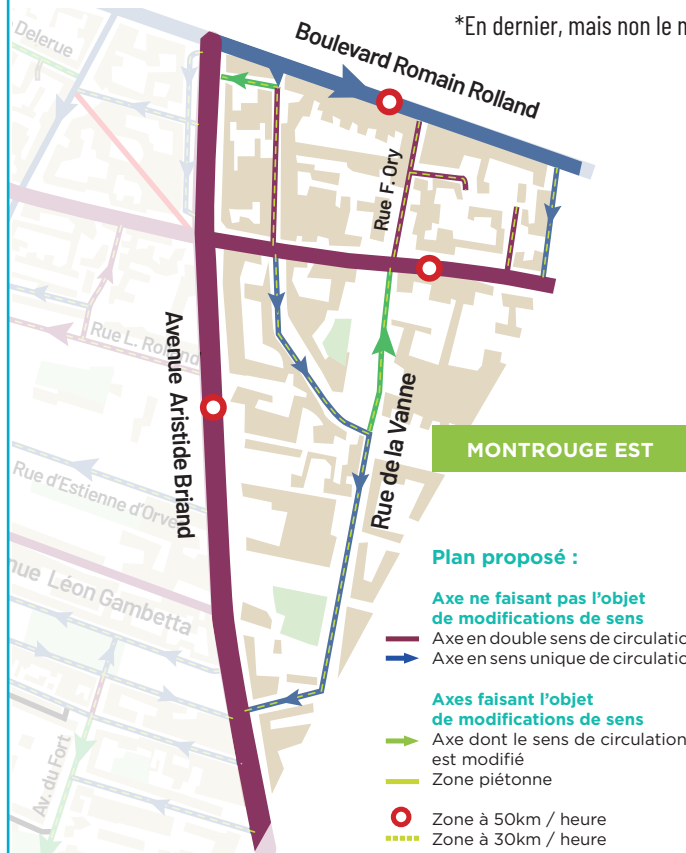 *En dernier, mais non le m
Delerue
Boulevard Romain Rolland
Rue F. Ory
Rue L. Rolland
Avenue Aristide Briand
Rue de la Vanne
MONTROUGE EST
Rue d'Estienne d'Orve
nue Léon Gambetta
Av. du Fort
Plan proposé :
Axe ne faisant pas l'objet
de modifications de sens
Axe en double sens de circulatio
Axe en sens unique de circulatio
Axes faisant l'objet
de modifications de sens
Axe dont le sens de circulation
est modifié
Zone piétonne
Zone à 50km / heure
Zone à 30km / heure